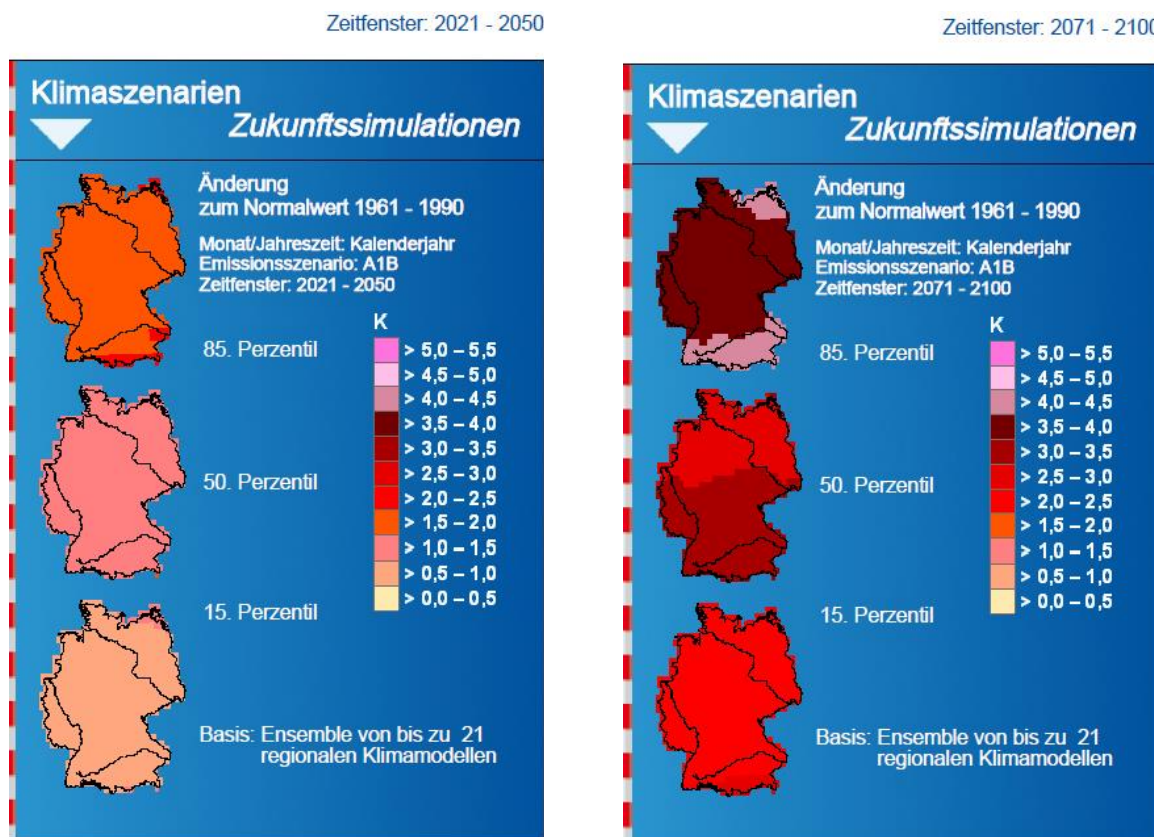 Zeitfenster: 2021 - 2050
Klimaszenarien
Zukunftssimulationen
Änderung
zum Normalwert 1961 - 1990
Monat/Jahreszeit: Kalenderjahr
Emissionsszenario: A1B
Zeitfenster: 2021 - 2050
K
85. Perzentil
> 5,0 – 5,5
> 4,5 – 5,0
> 4,0 – 4,5
> 3,5 – 4,0
> 3,0 – 3,5
> 2,5 – 3,0
50. Perzentil
> 2,0 – 2,5
> 1,5 – 2,0
> 1,0 – 1,5
> 0,5 – 1,0
> 0,0 – 0,5
15. Perzentil
Basis: Ensemble von bis zu 21
regionalen Klimamodellen
Zeitfenster: 2071 - 2100
Klimaszenarien
Zukunftssimulationen
Änderung
zum Normalwert 1961 - 1990
Monat/Jahreszeit: Kalenderjahr
Emissionsszenario: A1B
Zeitfenster: 2071 - 2100
K
85. Perzentil
> 5,0 – 5,5
> 4,5 – 5,0
> 4,0 – 4,5
> 3,5 – 4,0
> 3,0 – 3,5
> 2,5 – 3,0
50. Perzentil
> 2,0 – 2,5
> 1,5 – 2,0
> 1,0 – 1,5
> 0,5 – 1,0
> 0,0 – 0,5
15. Perzentil
Basis: Ensemble von bis zu 21
regionalen Klimamodellen